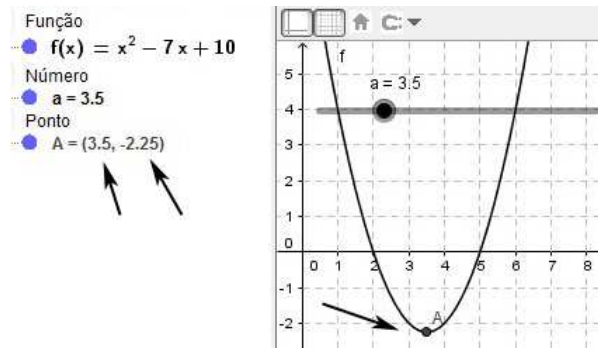 Função
f(x) = x² − 7 x + 10
Número
a = 3.5
Ponto
A = (3.5, -2.25)
f
a = 3.5
5
4
3
2
1
0
-1
-2
0 1 2 3 4 5 6 7 8
A